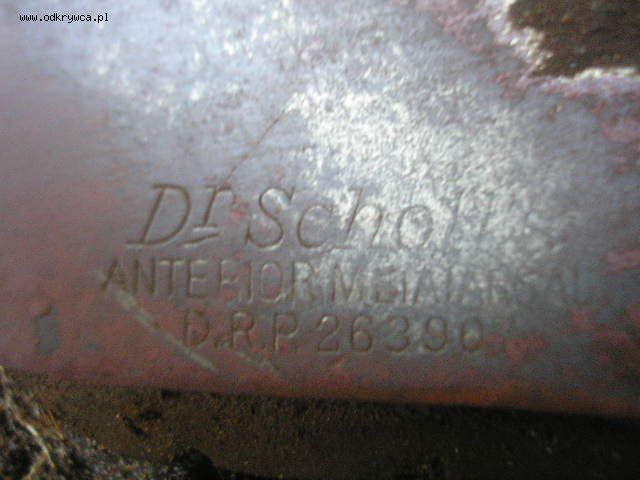 www.odkrywca.pl
Dr Scholl
ANTERIOR METATARSAL
D.R.P. 26390